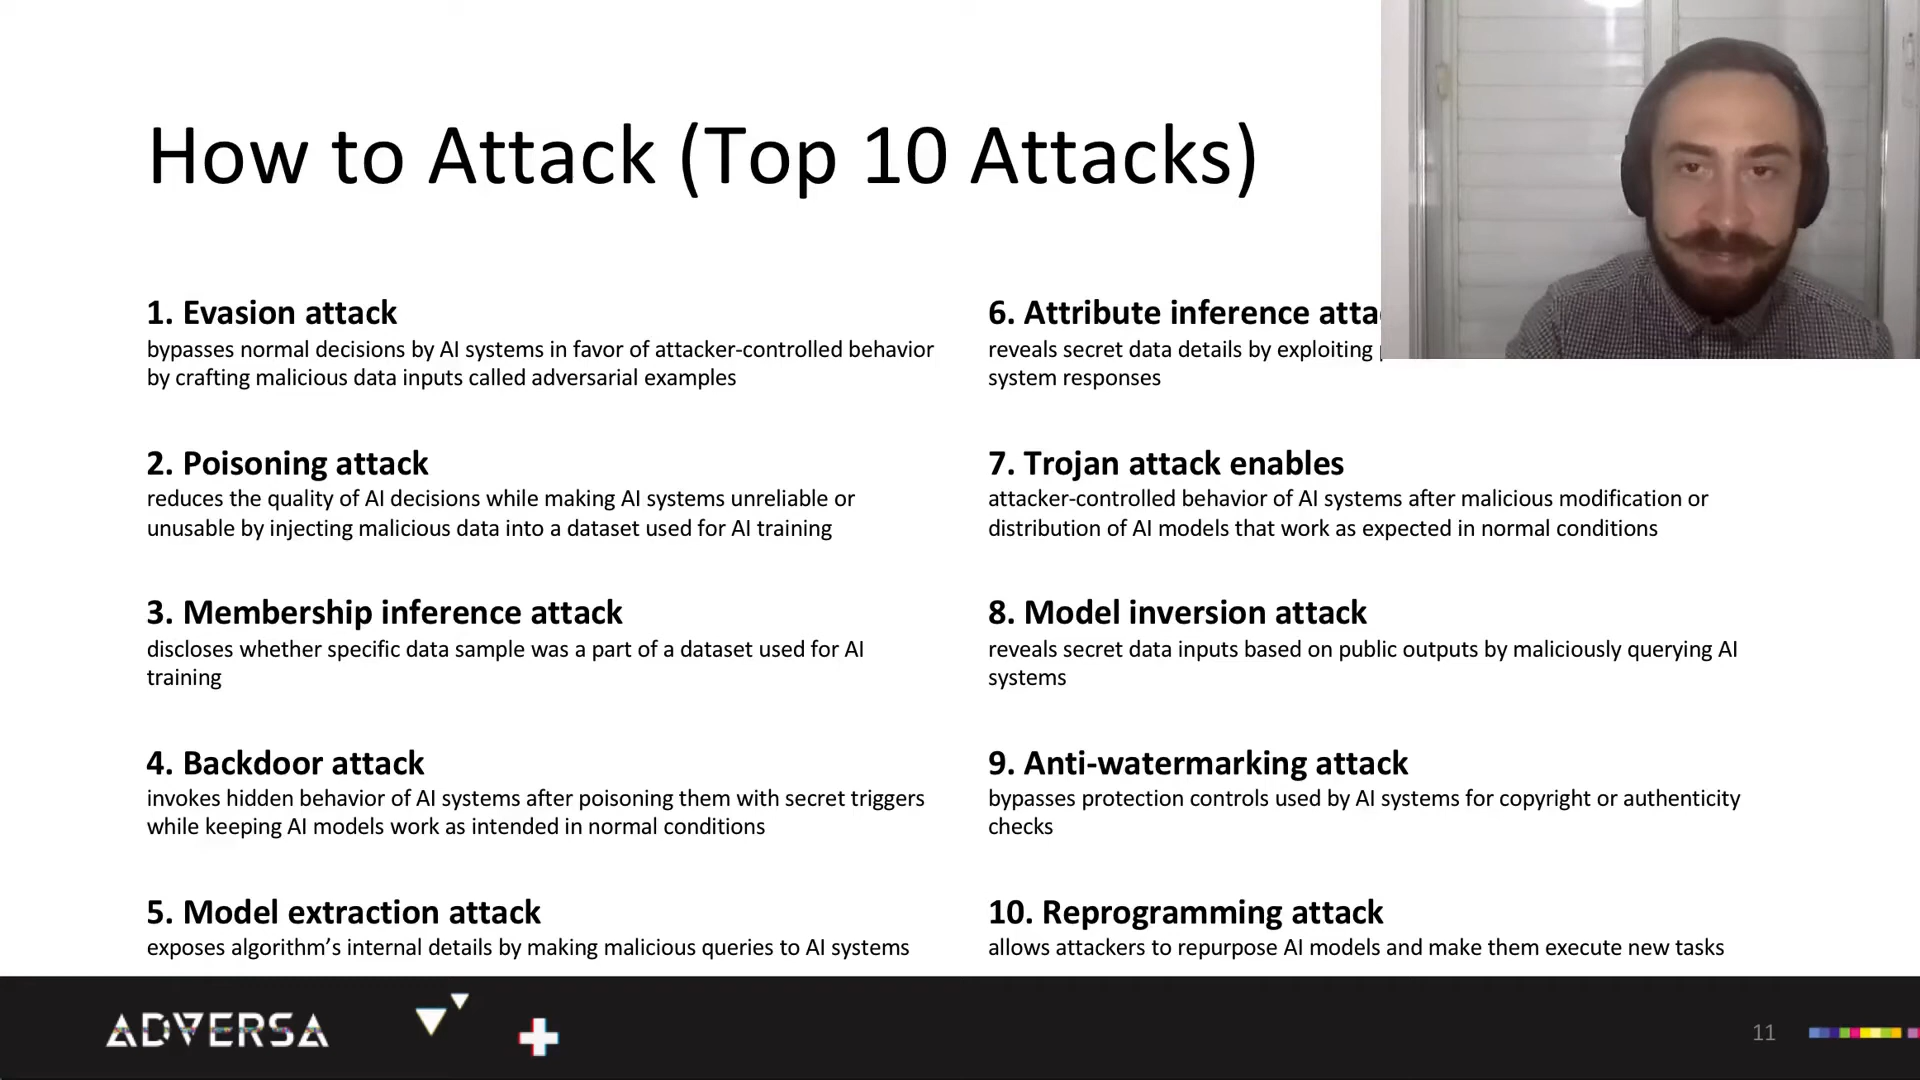 How to Attack (Top 10 Attacks)
1. Evasion attack
bypasses normal decisions by AI systems in favor of attacker-controlled behavior
by crafting malicious data inputs called adversarial examples
2. Poisoning attack
reduces the quality of AI decisions while making AI systems unreliable or
unusable by injecting malicious data into a dataset used for AI training
3. Membership inference attack
discloses whether specific data sample was a part of a dataset used for AI
training
4. Backdoor attack
invokes hidden behavior of AI systems after poisoning them with secret triggers
while keeping AI models work as intended in normal conditions
5. Model extraction attack
exposes algorithm’s internal details by making malicious queries to AI systems
6. Attribute inference
reveals secret data details by exploiting
system responses
7. Trojan attack enables
attacker-controlled behavior of AI systems after malicious modification or
distribution of AI models that work as expected in normal conditions
8. Model inversion attack
reveals secret data inputs based on public outputs by maliciously querying AI
systems
9. Anti-watermarking attack
bypasses protection controls used by AI systems for copyright or authenticity
checks
10. Reprogramming attack
allows attackers to repurpose AI models and make them execute new tasks
ADVERSA
11